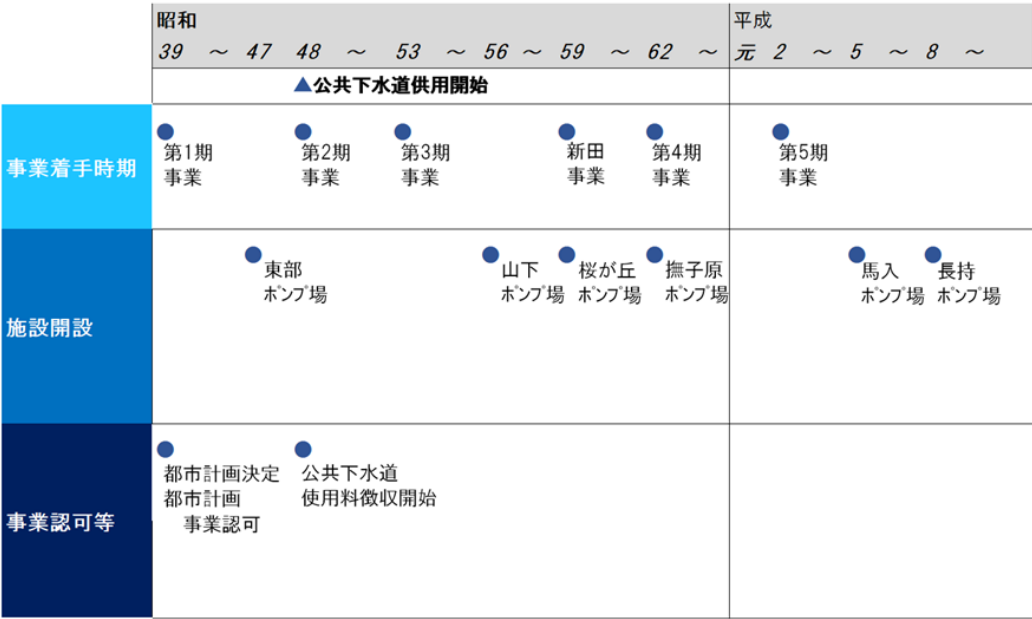 昭和 平成
39 ～ 47 48 ～ 53 ～ 56 ～ 59 ～ 62 ～ 元 2 ～ 5 ～ 8 ～
▲公共下水道供用開始
事業着手時期
第1期
事業
第2期
事業
第3期
事業
新田
事業
第4期
事業
第5期
事業
施設開設
東部
ﾎﾟﾝﾌﾟ場
山下
ﾎﾟﾝﾌﾟ場
桜が丘
ﾎﾟﾝﾌﾟ場
撫子原
ﾎﾟﾝﾌﾟ場
馬入
ﾎﾟﾝﾌﾟ場
長持
ﾎﾟﾝﾌﾟ場
事業認可等
都市計画決定
都市計画
事業認可
公共下水道
使用料徴収開始